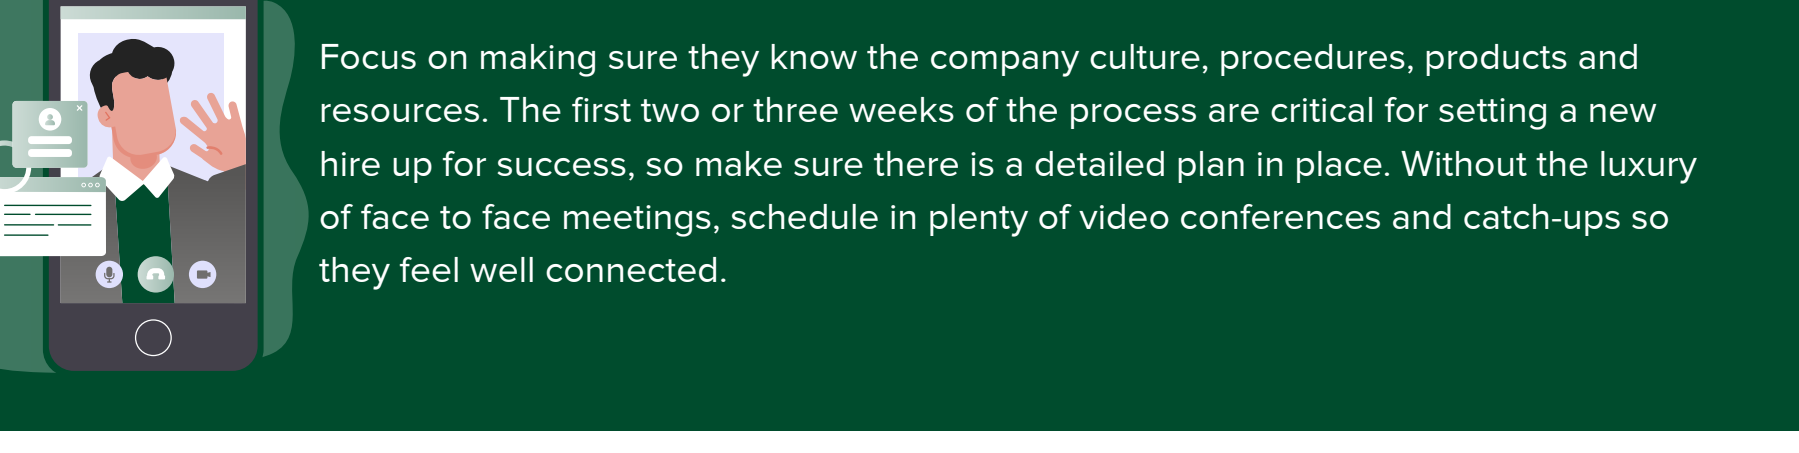 Focus on making sure they know the company culture, procedures, products and
resources. The first two or three weeks of the process are critical for setting a new
hire up for success, so make sure there is a detailed plan in place. Without the luxury
of face to face meetings, schedule in plenty of video conferences and catch-ups so
they feel well connected.